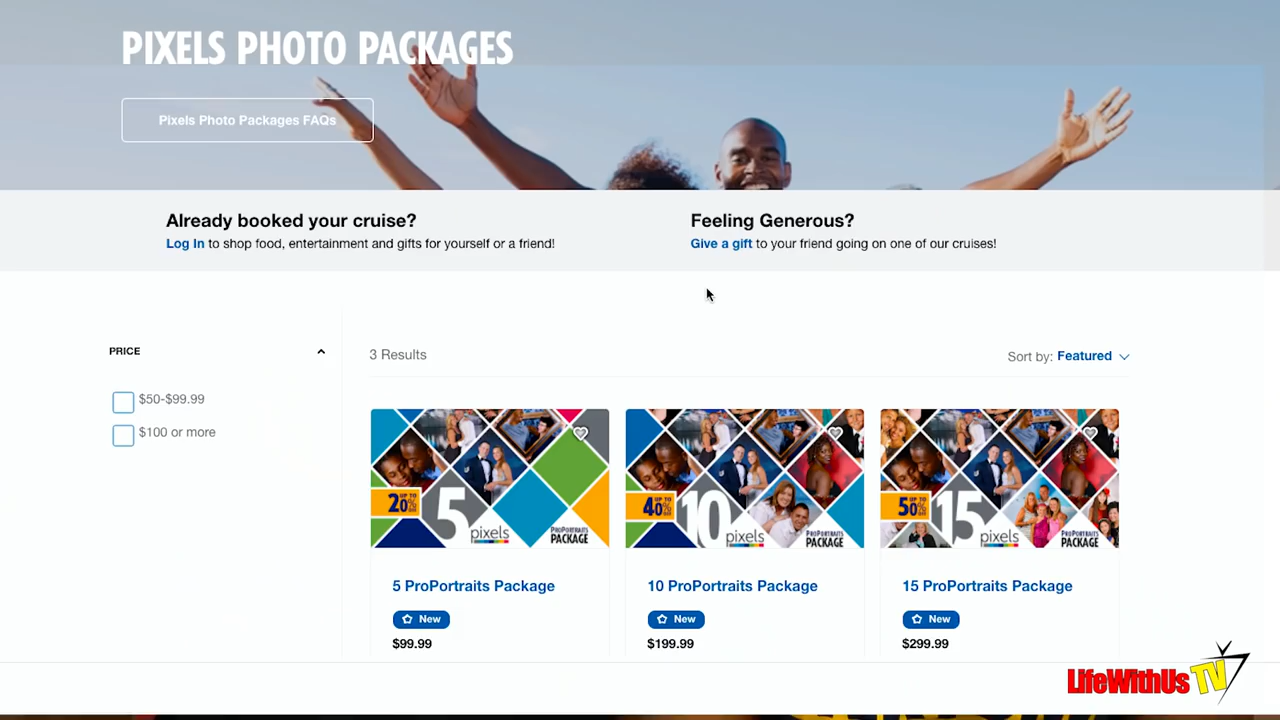 PIXELS PHOTO PACKAGES
Pixels Photo Packages FAQs
Already booked your cruise?
Log In to shop food, entertainment and gifts for yourself or a friend!
Feeling Generous?
Give a gift to your friend going on one of our cruises!
PRICE
$50-$99.99
$100 or more
3 Results
Sort by: Featured
UP TO 20% OFF
5
pixels
PROPORTRAITS
PACKAGE
UP TO 40% OFF
10
pixels
PROPORTRAITS
PACKAGE
UP TO 50% OFF
15
pixels
PROPORTRAITS
PACKAGE
5 ProPortraits Package
New
$99.99
10 ProPortraits Package
New
$199.99
15 ProPortraits Package
New
$299.99
LifeWithUs TV